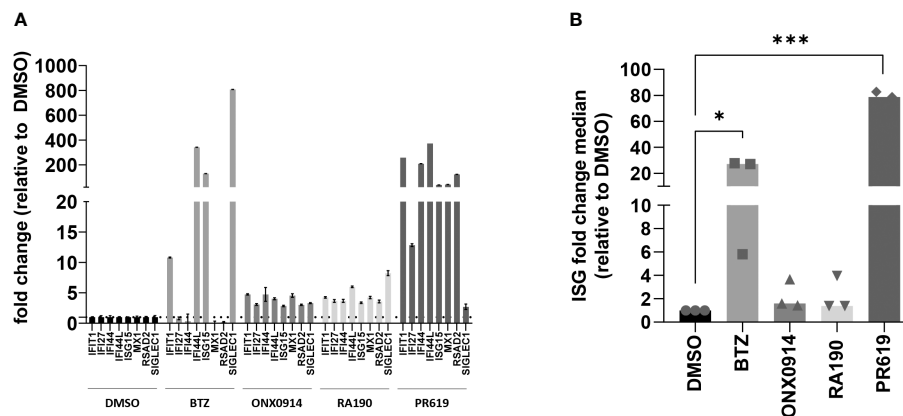 A
fold change (relative to DMSO)
1000
800
600
400
200
20
15
10
5
0
IFIT1
IFI27
IFI44
IFI44L
ISG15
MX1
RSAD2
SIGLEC1
IFIT1
IFI27
IFI44
IFI44L
ISG15
MX1
RSAD2
SIGLEC1
IFIT1
IFI27
IFI44
IFI44L
ISG15
MX1
RSAD2
SIGLEC1
IFIT1
IFI27
IFI44
IFI44L
ISG15
MX1
RSAD2
SIGLEC1
IFIT1
IFI27
IFI44
IFI44L
ISG15
MX1
RSAD2
SIGLEC1
DMSO
BTZ
ONX0914
RA190
PR619
B
ISG fold change median
(relative to DMSO)
100
80
60
40
20
10
8
6
4
2
0
***
*
DMSO
BTZ
ONX0914
RA190
PR619